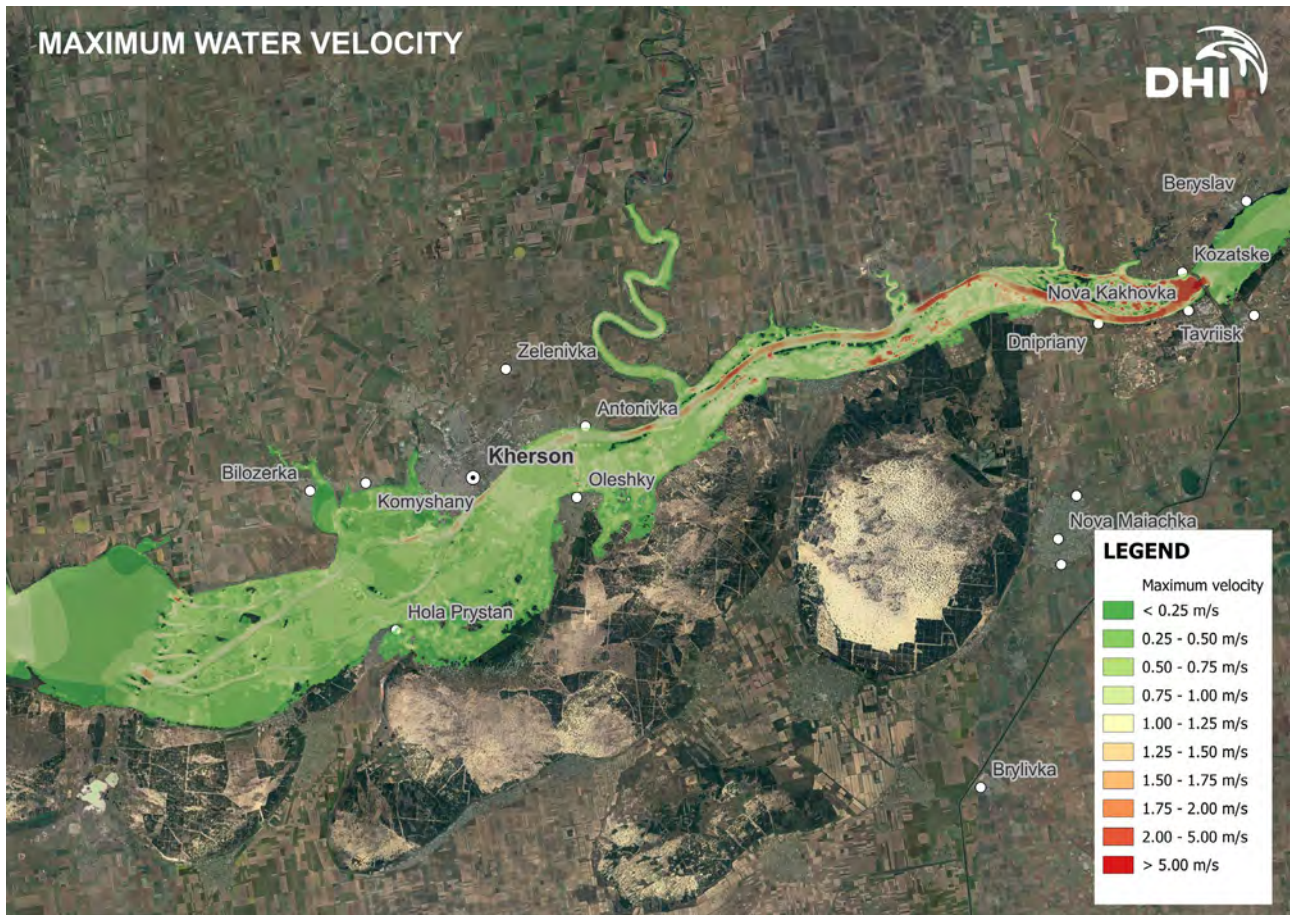 MAXIMUM WATER VELOCITY
DHI
Beryslav
Kozatske
Nova Kakhovka
Tavriisk
Dnipriany
Zelenivka
Antonivka
Kherson
Bilozerka
Komyshany
Oleshky
Nova Maiachka
Hola Prystan
Brylivka
LEGEND
Maximum velocity
< 0.25 m/s
0.25 - 0.50 m/s
0.50 - 0.75 m/s
0.75 - 1.00 m/s
1.00 - 1.25 m/s
1.25 - 1.50 m/s
1.50 - 1.75 m/s
1.75 - 2.00 m/s
2.00 - 5.00 m/s
> 5.00 m/s